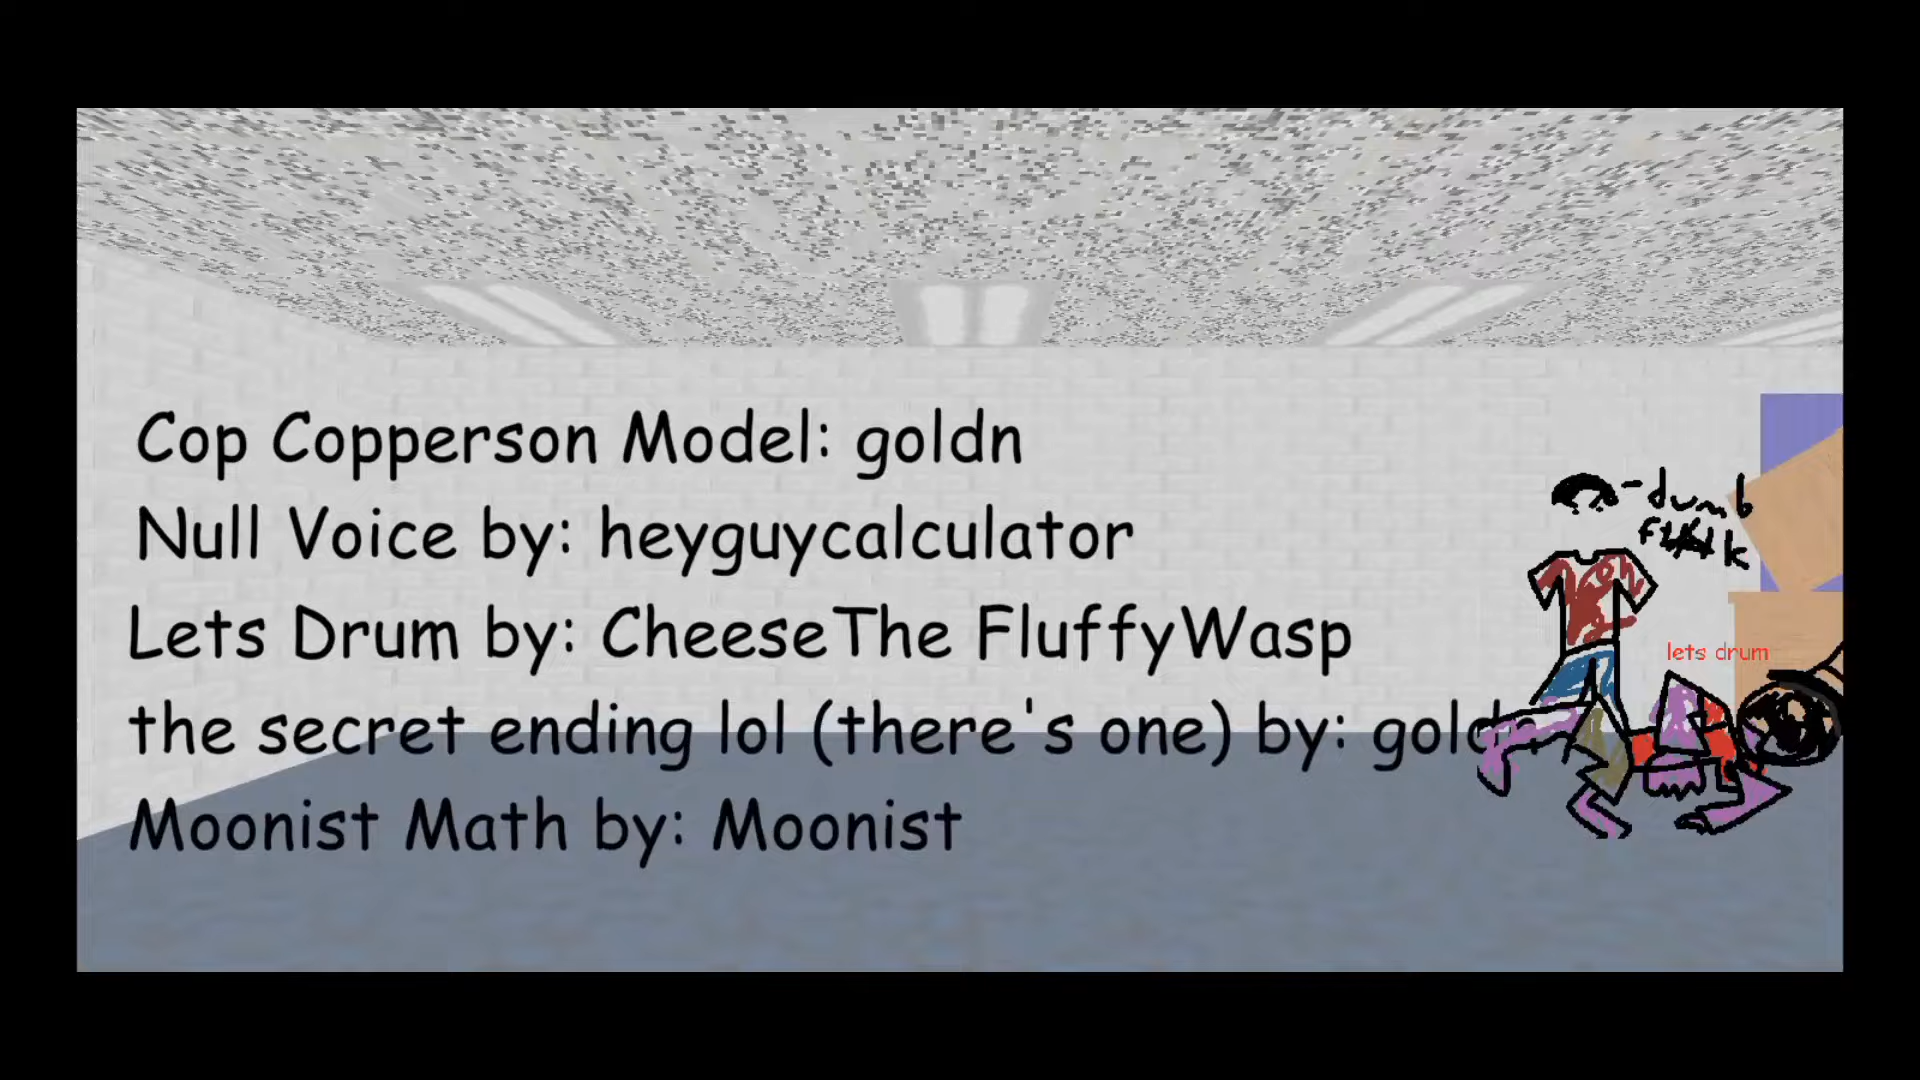 Cop Copperson Model: goldn
Null Voice by: heyguycalculator
Lets Drum by: CheeseThe FluffyWasp
the secret ending lol (there's one) by: goldn
Moonist Math by: Moonist
-dumb
lets drum